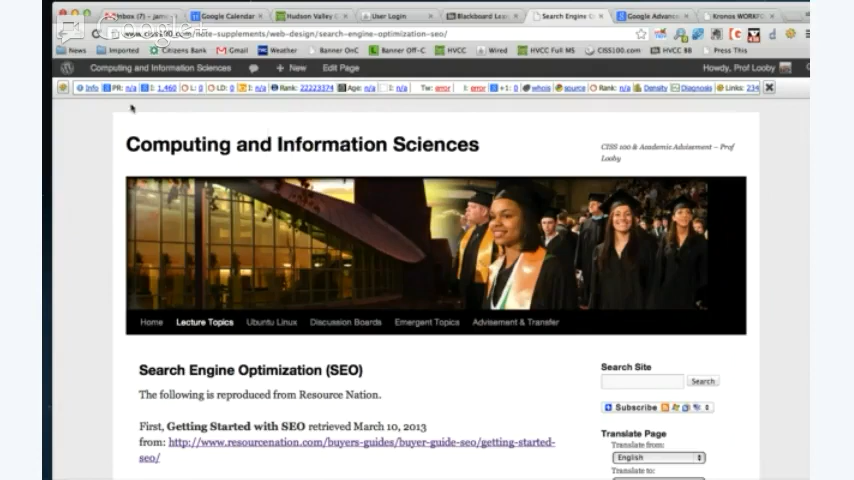 Inbox (7) – jame
Google Calendar
Hudson Valley C
User Login
Blackboard Lea
Search Engine O
Google Advanc
Kronos WORKFO
www.ciss100.com/note-supplements/web-design/search-engine-optimization-seo/
News Imported Citizens Bank Gmail Weather Banner OnC Banner Off-C HVCC Wired HVCC Full MS CISS100.com HVCC BB Press This
Computing and Information Sciences + New Edit Page Howdy, Prof Looby
Info PR: n/a I: 1,460 L: 0 LD: 0 I: n/a Rank: 22223374 Age: n/a I: n/a Tw: error I: error +1: 0 whois source Rank: n/a Density Diagnosis Links: 234
Computing and Information Sciences
CISS 100 & Academic Advisement – Prof
Looby
Home Lecture Topics Ubuntu Linux Discussion Boards Emergent Topics Advisement & Transfer
Search Engine Optimization (SEO)
The following is reproduced from Resource Nation.
First, Getting Started with SEO retrieved March 10, 2013
from: http://www.resourcenation.com/buyers-guides/buyer-guide-seo/getting-started-
seo/
Search Site
Search
Subscribe
Translate Page
Translate from:
English
Translate to: